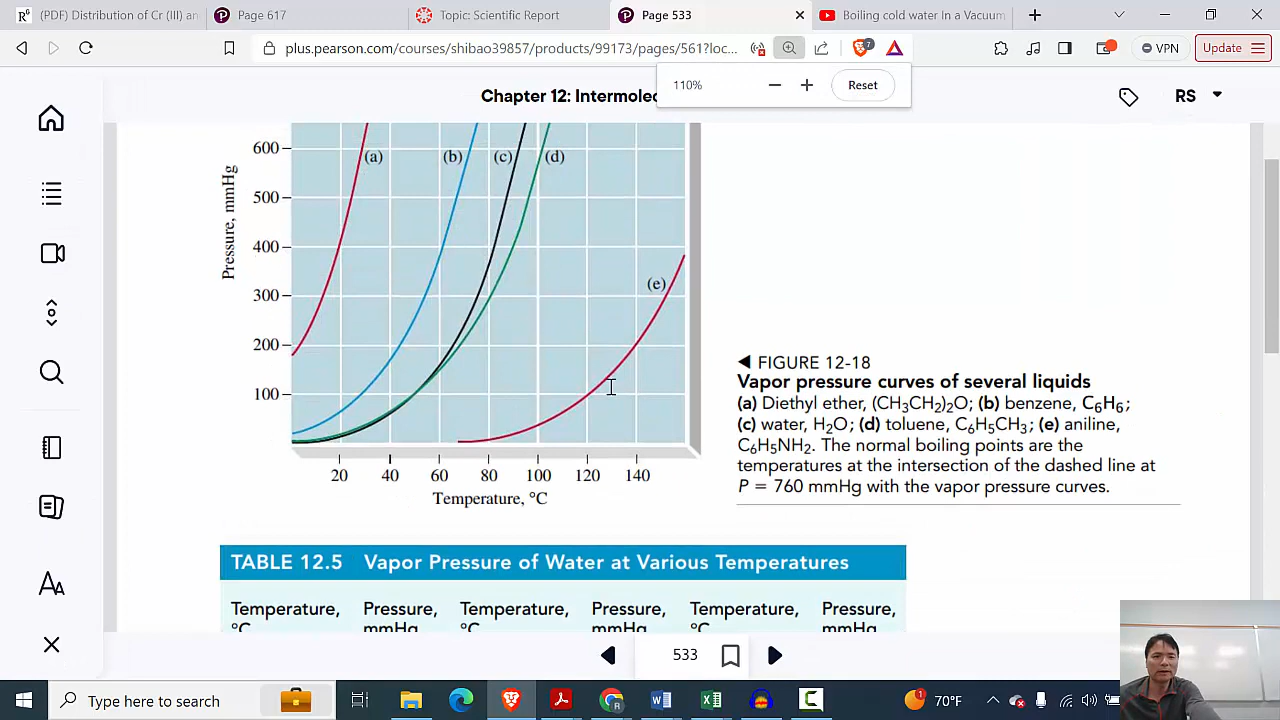 (PDF) Distribution of Cr (III) an
Page 617
Topic: Scientific Report
Page 533
Boiling cold water In a Vacuum
plus.pearson.com/courses/shibao39857/products/99173/pages/561?loc...
7
VPN
Update
110%
Reset
Chapter 12: Intermolec
RS
600
500
400
300
200
100
Pressure, mmHg
(a)
(b)
(c)
(d)
(e)
20 40 60 80 100 120 140
Temperature, °C
◀ FIGURE 12-18
Vapor pressure curves of several liquids
(a) Diethyl ether, (CH3CH2)2O; (b) benzene, C6H6;
(c) water, H2O; (d) toluene, C6H5CH3; (e) aniline,
C6H5NH2. The normal boiling points are the
temperatures at the intersection of the dashed line at
P = 760 mmHg with the vapor pressure curves.
TABLE 12.5 Vapor Pressure of Water at Various Temperatures
Temperature, Pressure, Temperature, Pressure, Temperature, Pressure,
°C mmHg °C mmHg °C mmHg
533
Type here to search
1
70°F